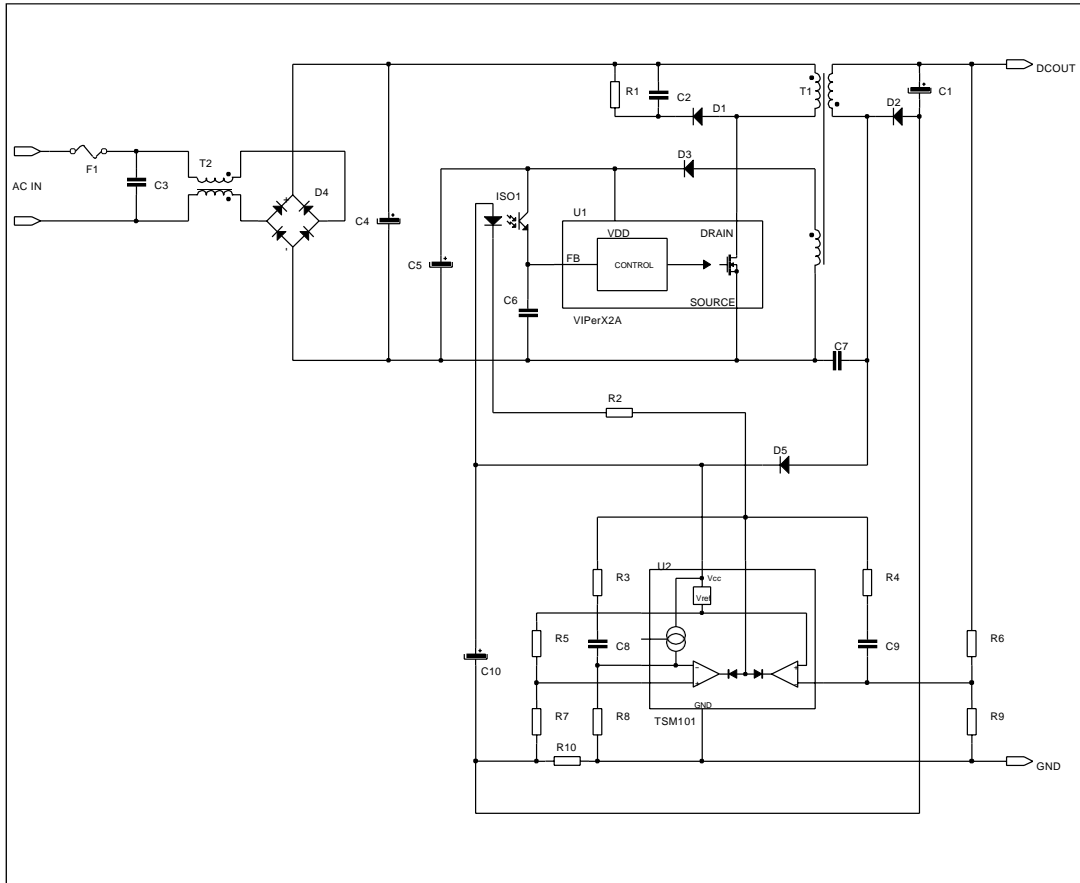 DCOUT
R1
C2
D1
T1
D2
C1
F1
AC IN
C3
T2
D4
+
-
C4
+
D3
ISO1
U1
VDD
DRAIN
FB
CONTROL
SOURCE
VIPerX2A
C5
+
C6
C7
R2
D5
U2
R3
Vcc
Vref
R4
R5
C8
C9
R6
C10
+
R7
R8
GND
TSM101
R9
R10
GND